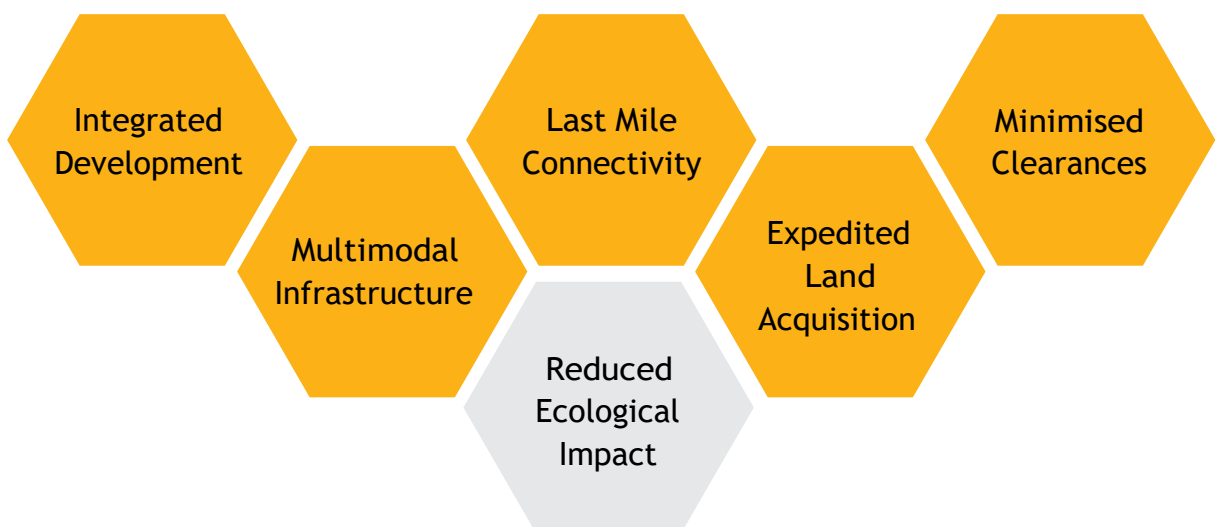 Integrated
Development
Multimodal
Infrastructure
Last Mile
Connectivity
Reduced
Ecological
Impact
Expedited
Land
Acquisition
Minimised
Clearances